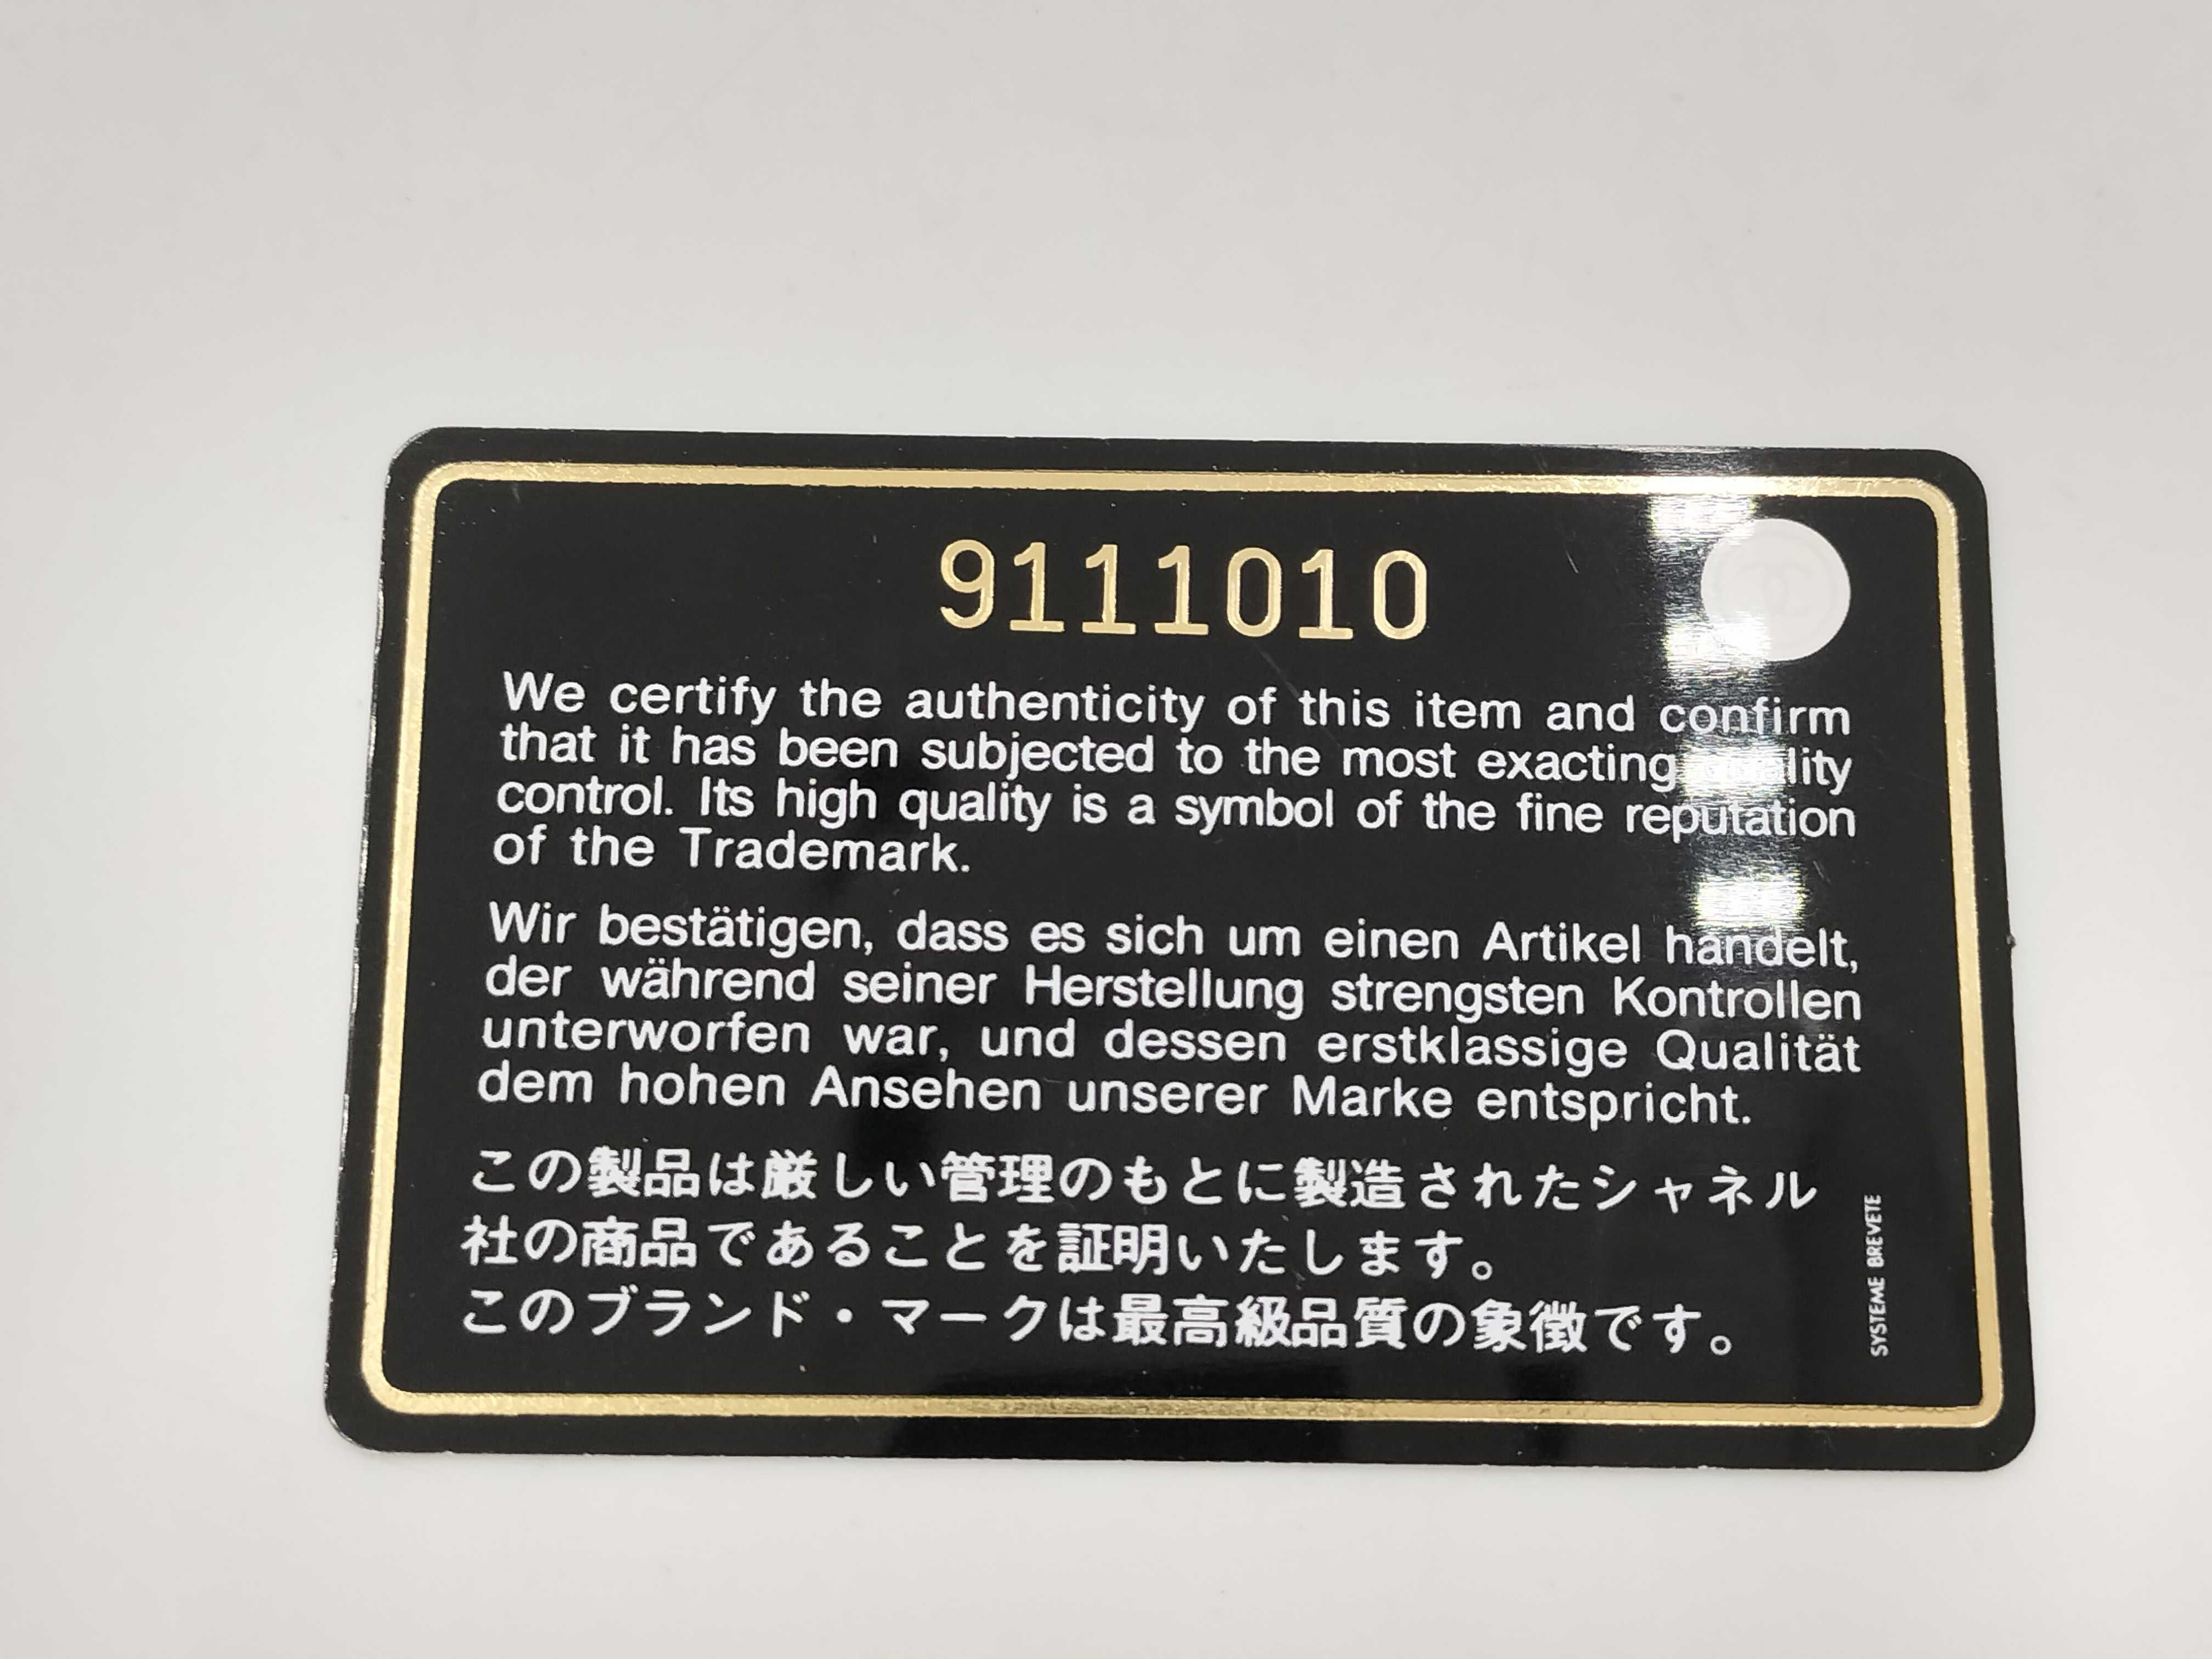 9111010
We certify the authenticity of this item and confirm
that it has been subjected to the most exacting quality
control. Its high quality is a symbol of the fine reputation
of the Trademark.
Wir bestätigen, dass es sich um einen Artikel handelt,
der während seiner Herstellung strengsten Kontrollen
unterworfen war, und dessen erstklassige Qualität
dem hohen Ansehen unserer Marke entspricht.
この製品は厳しい管理のもとに製造されたシャネル
社の商品であることを証明いたします。
このブランド・マークは最高級品質の象徴です。
SYSTEME BREVETE